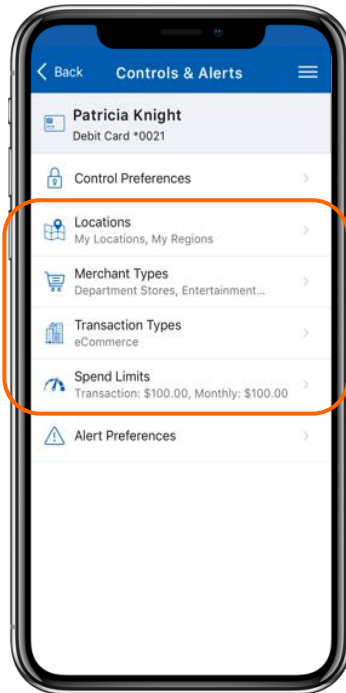 Back
Controls & Alerts
Patricia Knight
Debit Card *0021
Control Preferences
Locations
My Locations, My Regions
Merchant Types
Department Stores, Entertainment...
Transaction Types
eCommerce
Spend Limits
Transaction: $100.00, Monthly: $100.00
Alert Preferences